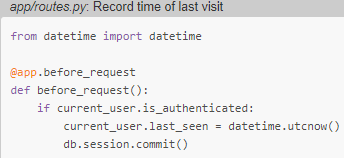 app/routes.py: Record time of last visit
from datetime import datetime
@app.before_request
def before_request():
    if current_user.is_authenticated:
        current_user.last_seen = datetime.utcnow()
        db.session.commit()